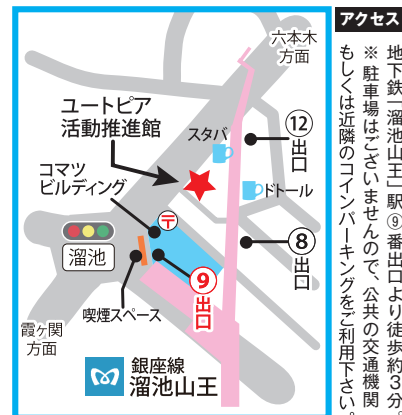 アクセス
地下鉄「溜池山王」駅⑨番出口より徒歩約3分。
※駐車場はございませんので、公共の交通機関
もしくは近隣のコインパーキングをご利用下さい。
六本木
方面
ユートピア
活動推進館
スタバ
⑫
出口
コマツ
ビルディング
ドトール
〒
溜池
⑧
出口
⑨
出口
喫煙スペース
霞ヶ関
方面
銀座線
溜池山王